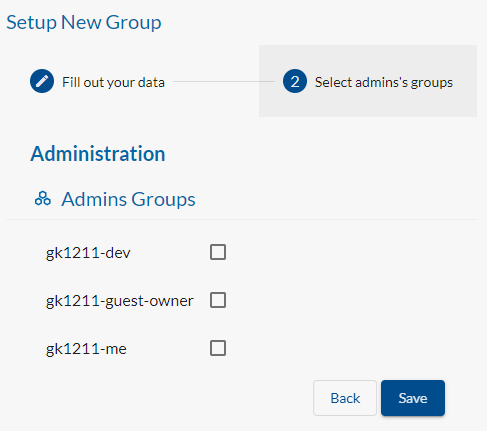 Setup New Group
Fill out your data
2 Select admins's groups
Administration
Admins Groups
gk1211-dev
gk1211-guest-owner
gk1211-me
Back Save